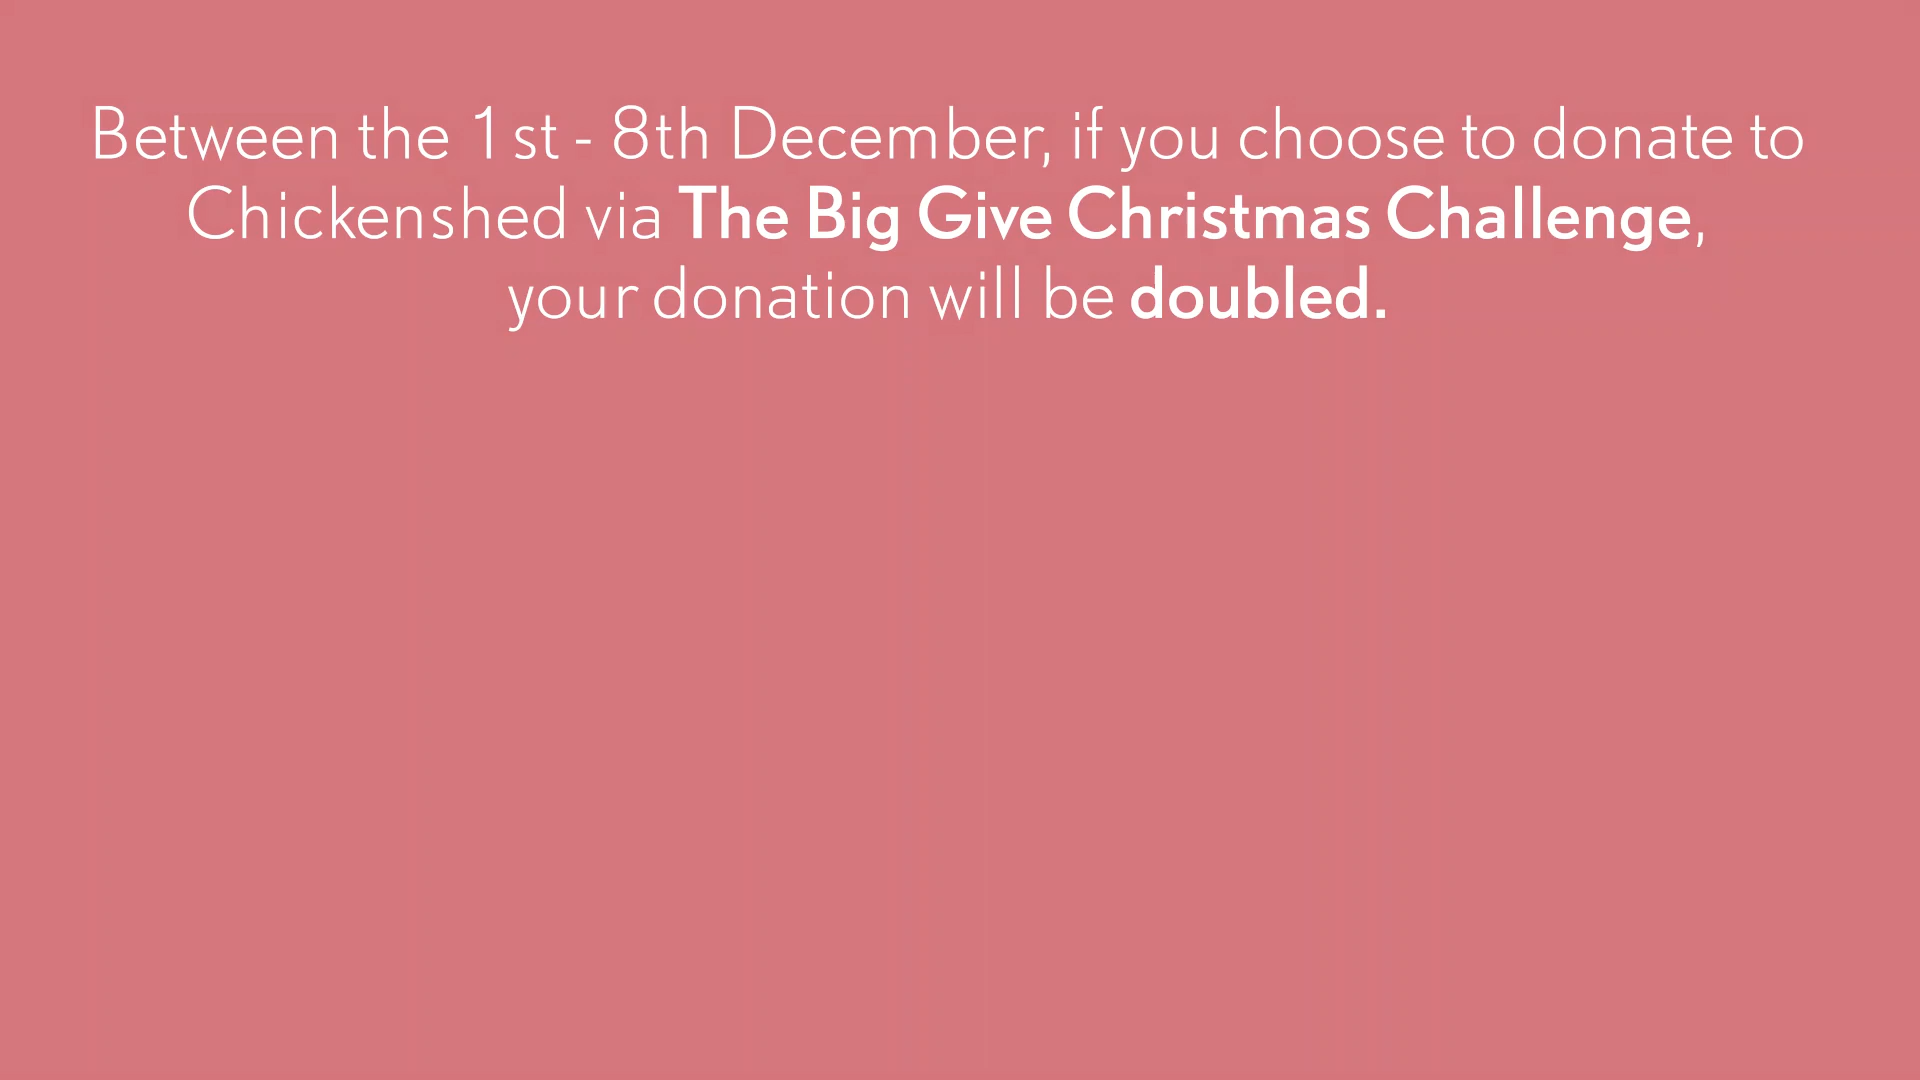 Between the 1st - 8th December, if you choose to donate to
Chickenshed via The Big Give Christmas Challenge,
your donation will be doubled.